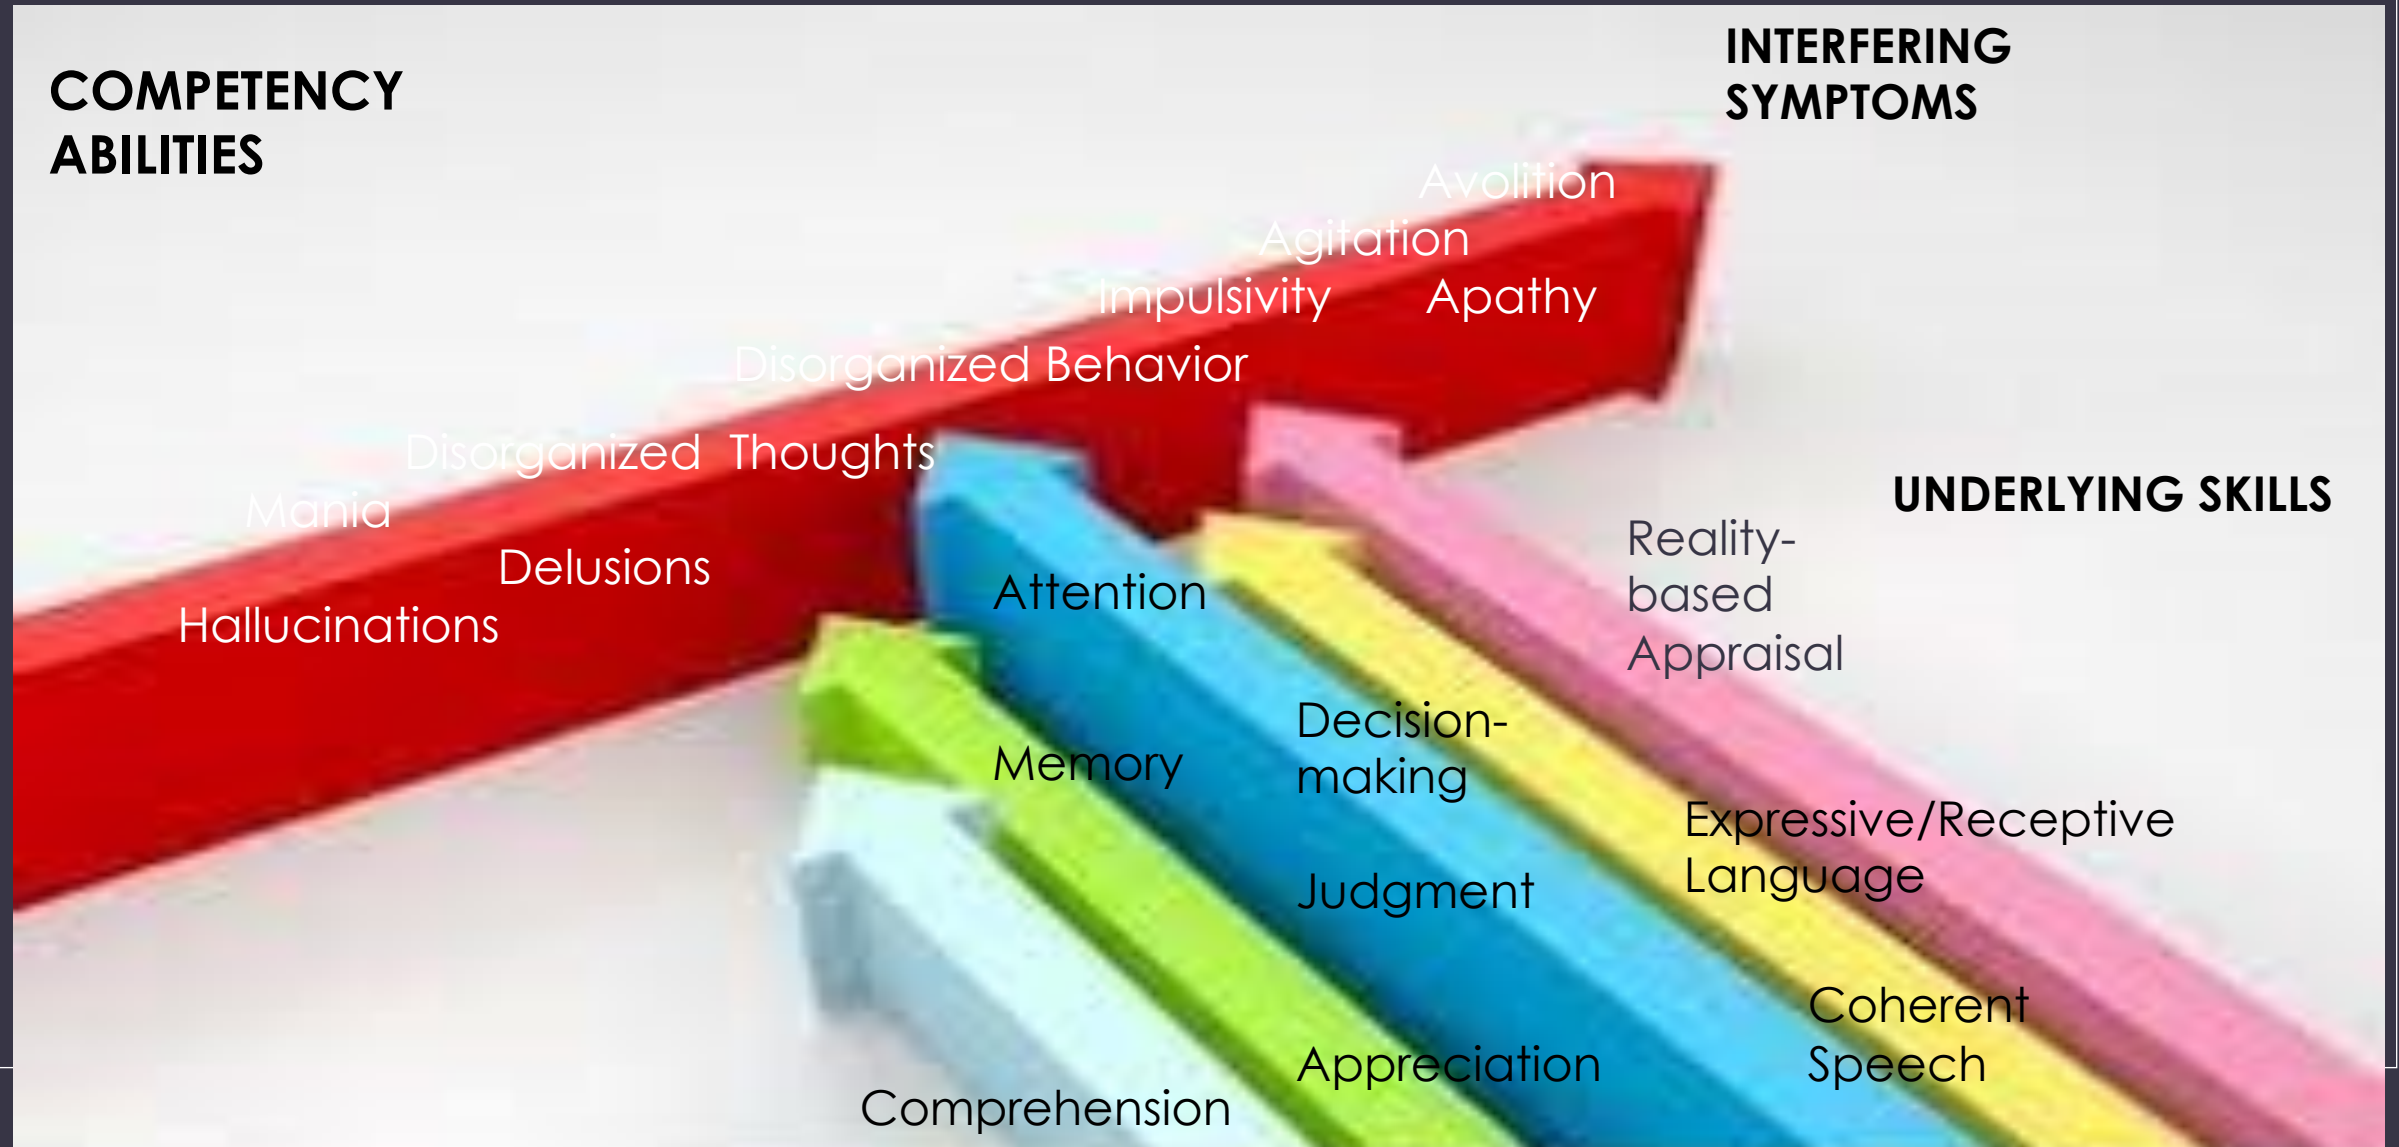 COMPETENCY
ABILITIES
INTERFERING
SYMPTOMS
Avolition
Agitation
Impulsivity Apathy
Disorganized Behavior
Disorganized Thoughts
Mania
Delusions
Hallucinations
UNDERLYING SKILLS
Reality-
based
Appraisal
Attention
Decision-
making
Memory
Expressive/Receptive
Language
Judgment
Coherent
Speech
Appreciation
Comprehension